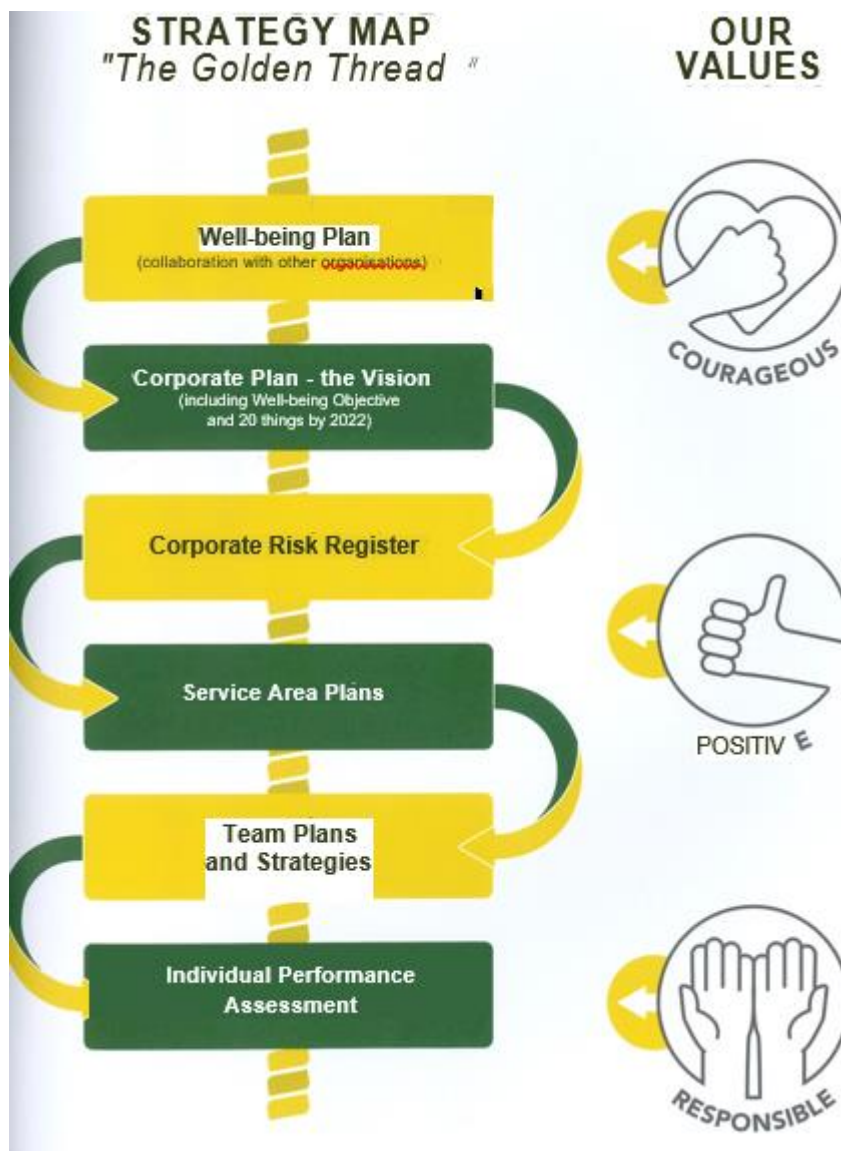 STRATEGY MAP
"The Golden Thread "
OUR
VALUES
Well-being Plan
(collaboration with other organisations)
COURAGEOUS
Corporate Plan - the Vision
(including Well-being Objective
and 20 things by 2022)
Corporate Risk Register
Service Area Plans
POSITIV E
Team Plans
and Strategies
Individual Performance
Assessment
RESPONSIBLE